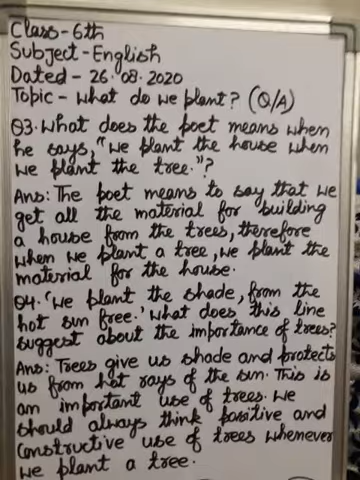 Class-6th
Subject-English
Dated - 26.08.2020
Topic - What do we plant? (Q/A)
Q3. What does the poet means when
he says, "we plant the house when
we plant the tree."?
Ans: The poet means to say that we
get all the material for building
a house from the trees, therefore
when we plant a tree, we plant the
material for the house.
Q4. 'We plant the shade, from the
hot sun free.' What does this line
suggest about the importance of trees?
Ans: Trees give us shade and protects
us from hot rays of the sun. This is
an important use of trees. We
should always think positive and
constructive use of trees whenever
we plant a tree.